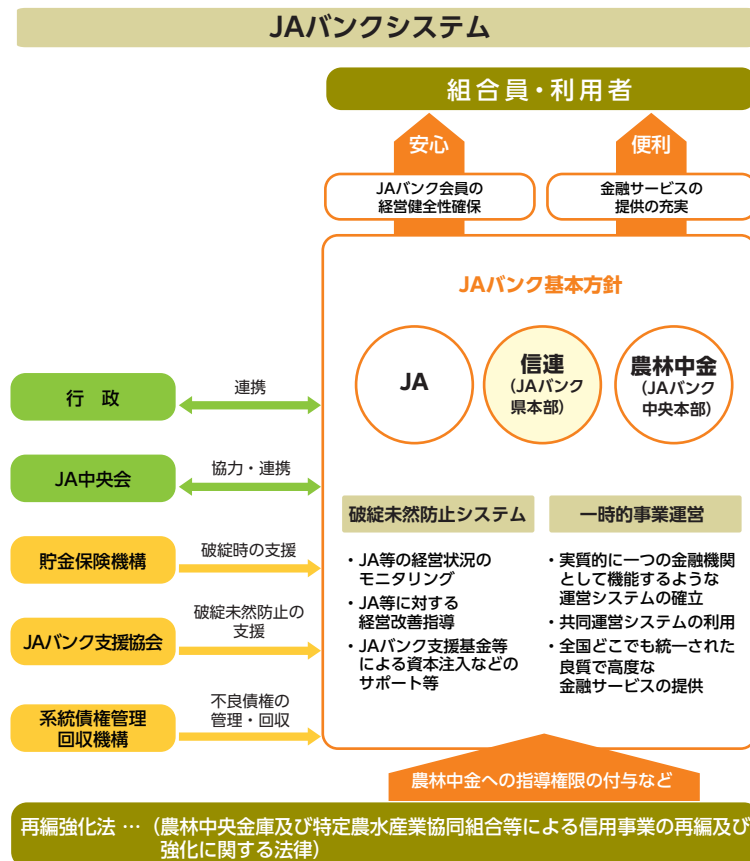 JAバンクシステム
組合員・利用者
安心
便利
JAバンク会員の
経営健全性確保
金融サービスの
提供の充実
JAバンク基本方針
JA
信連
（JAバンク
県本部）
農林中金
（JAバンク
中央本部）
行 政
連携
JA中央会
協力・連携
貯金保険機構
破綻時の支援
JAバンク支援協会
破綻未然防止の
支援
系統債権管理
回収機構
不良債権の
管理・回収
破綻未然防止システム
・JA等の経営状況の
モニタリング
・JA等に対する
経営改善指導
・JAバンク支援基金等
による資本注入などの
サポート等
一時的事業運営
・実質的に一つの金融機関
として機能するような
運営システムの確立
・共同運営システムの利用
・全国どこでも統一された
良質で高度な
金融サービスの提供
農林中金への指導権限の付与など
再編強化法 …（農林中央金庫及び特定農水産業協同組合等による信用事業の再編及び
強化に関する法律）